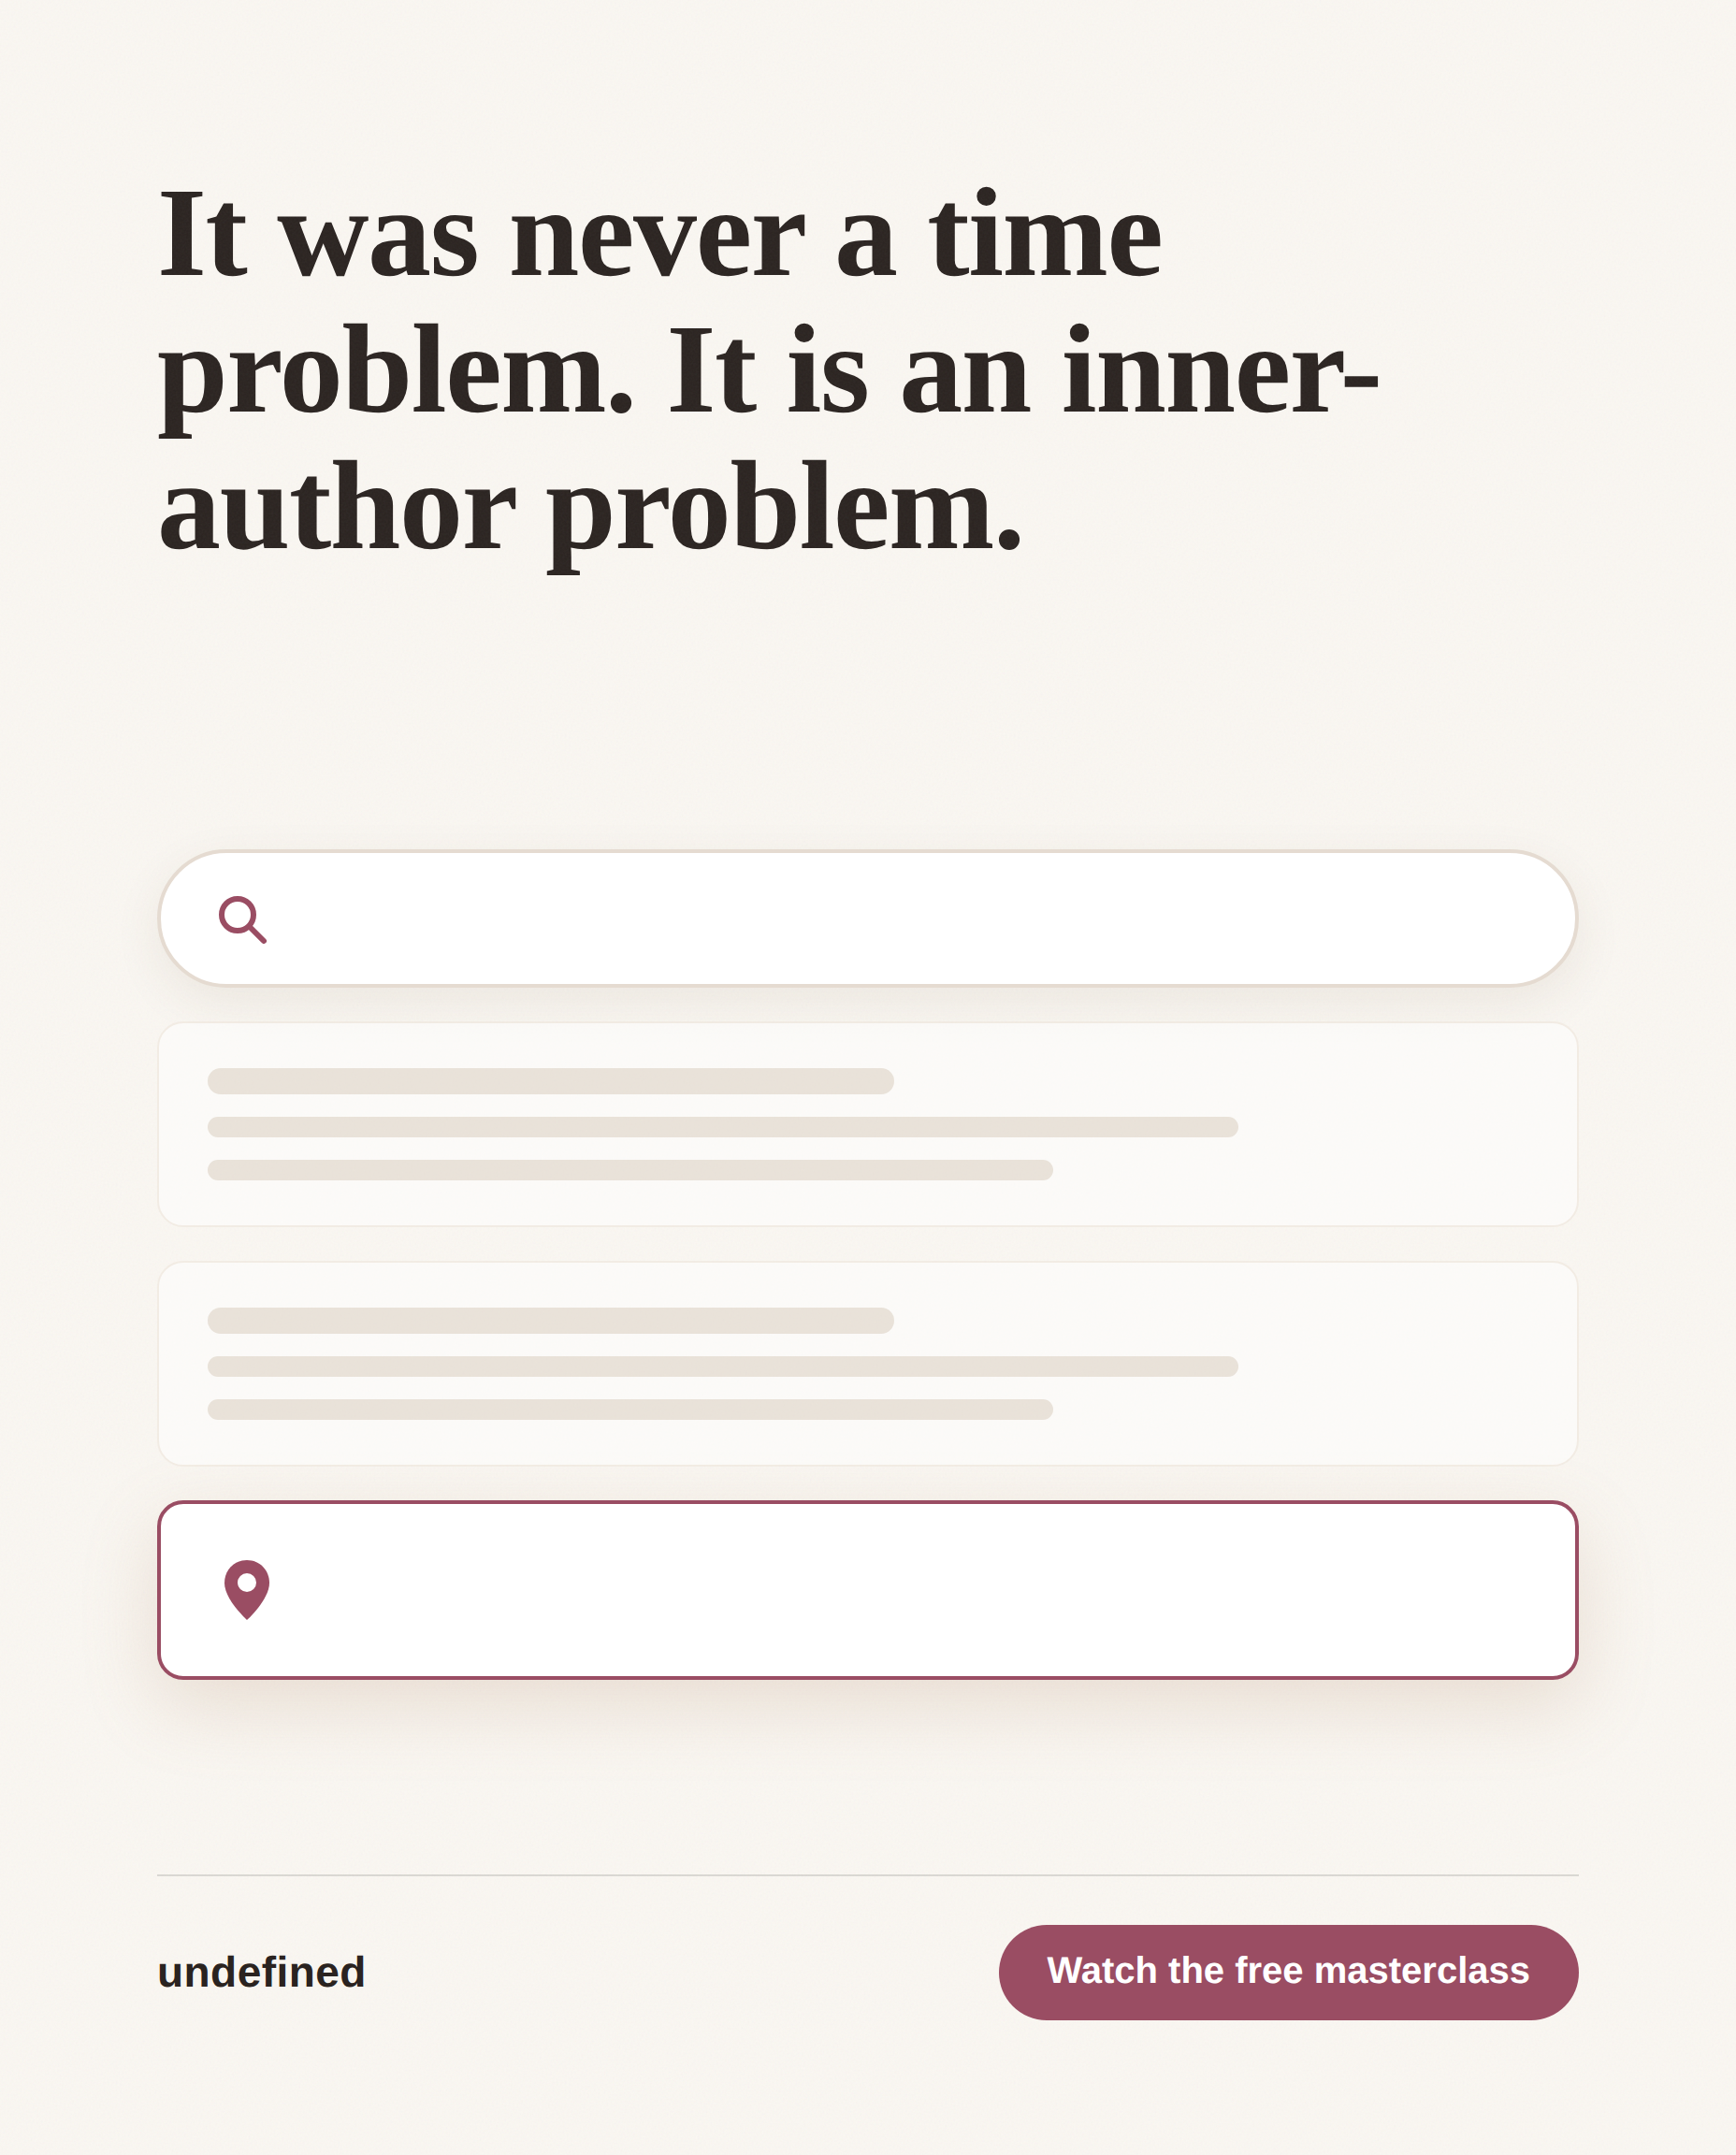 It was never a time
problem. It is an inner-
author problem.
undefined
Watch the free masterclass